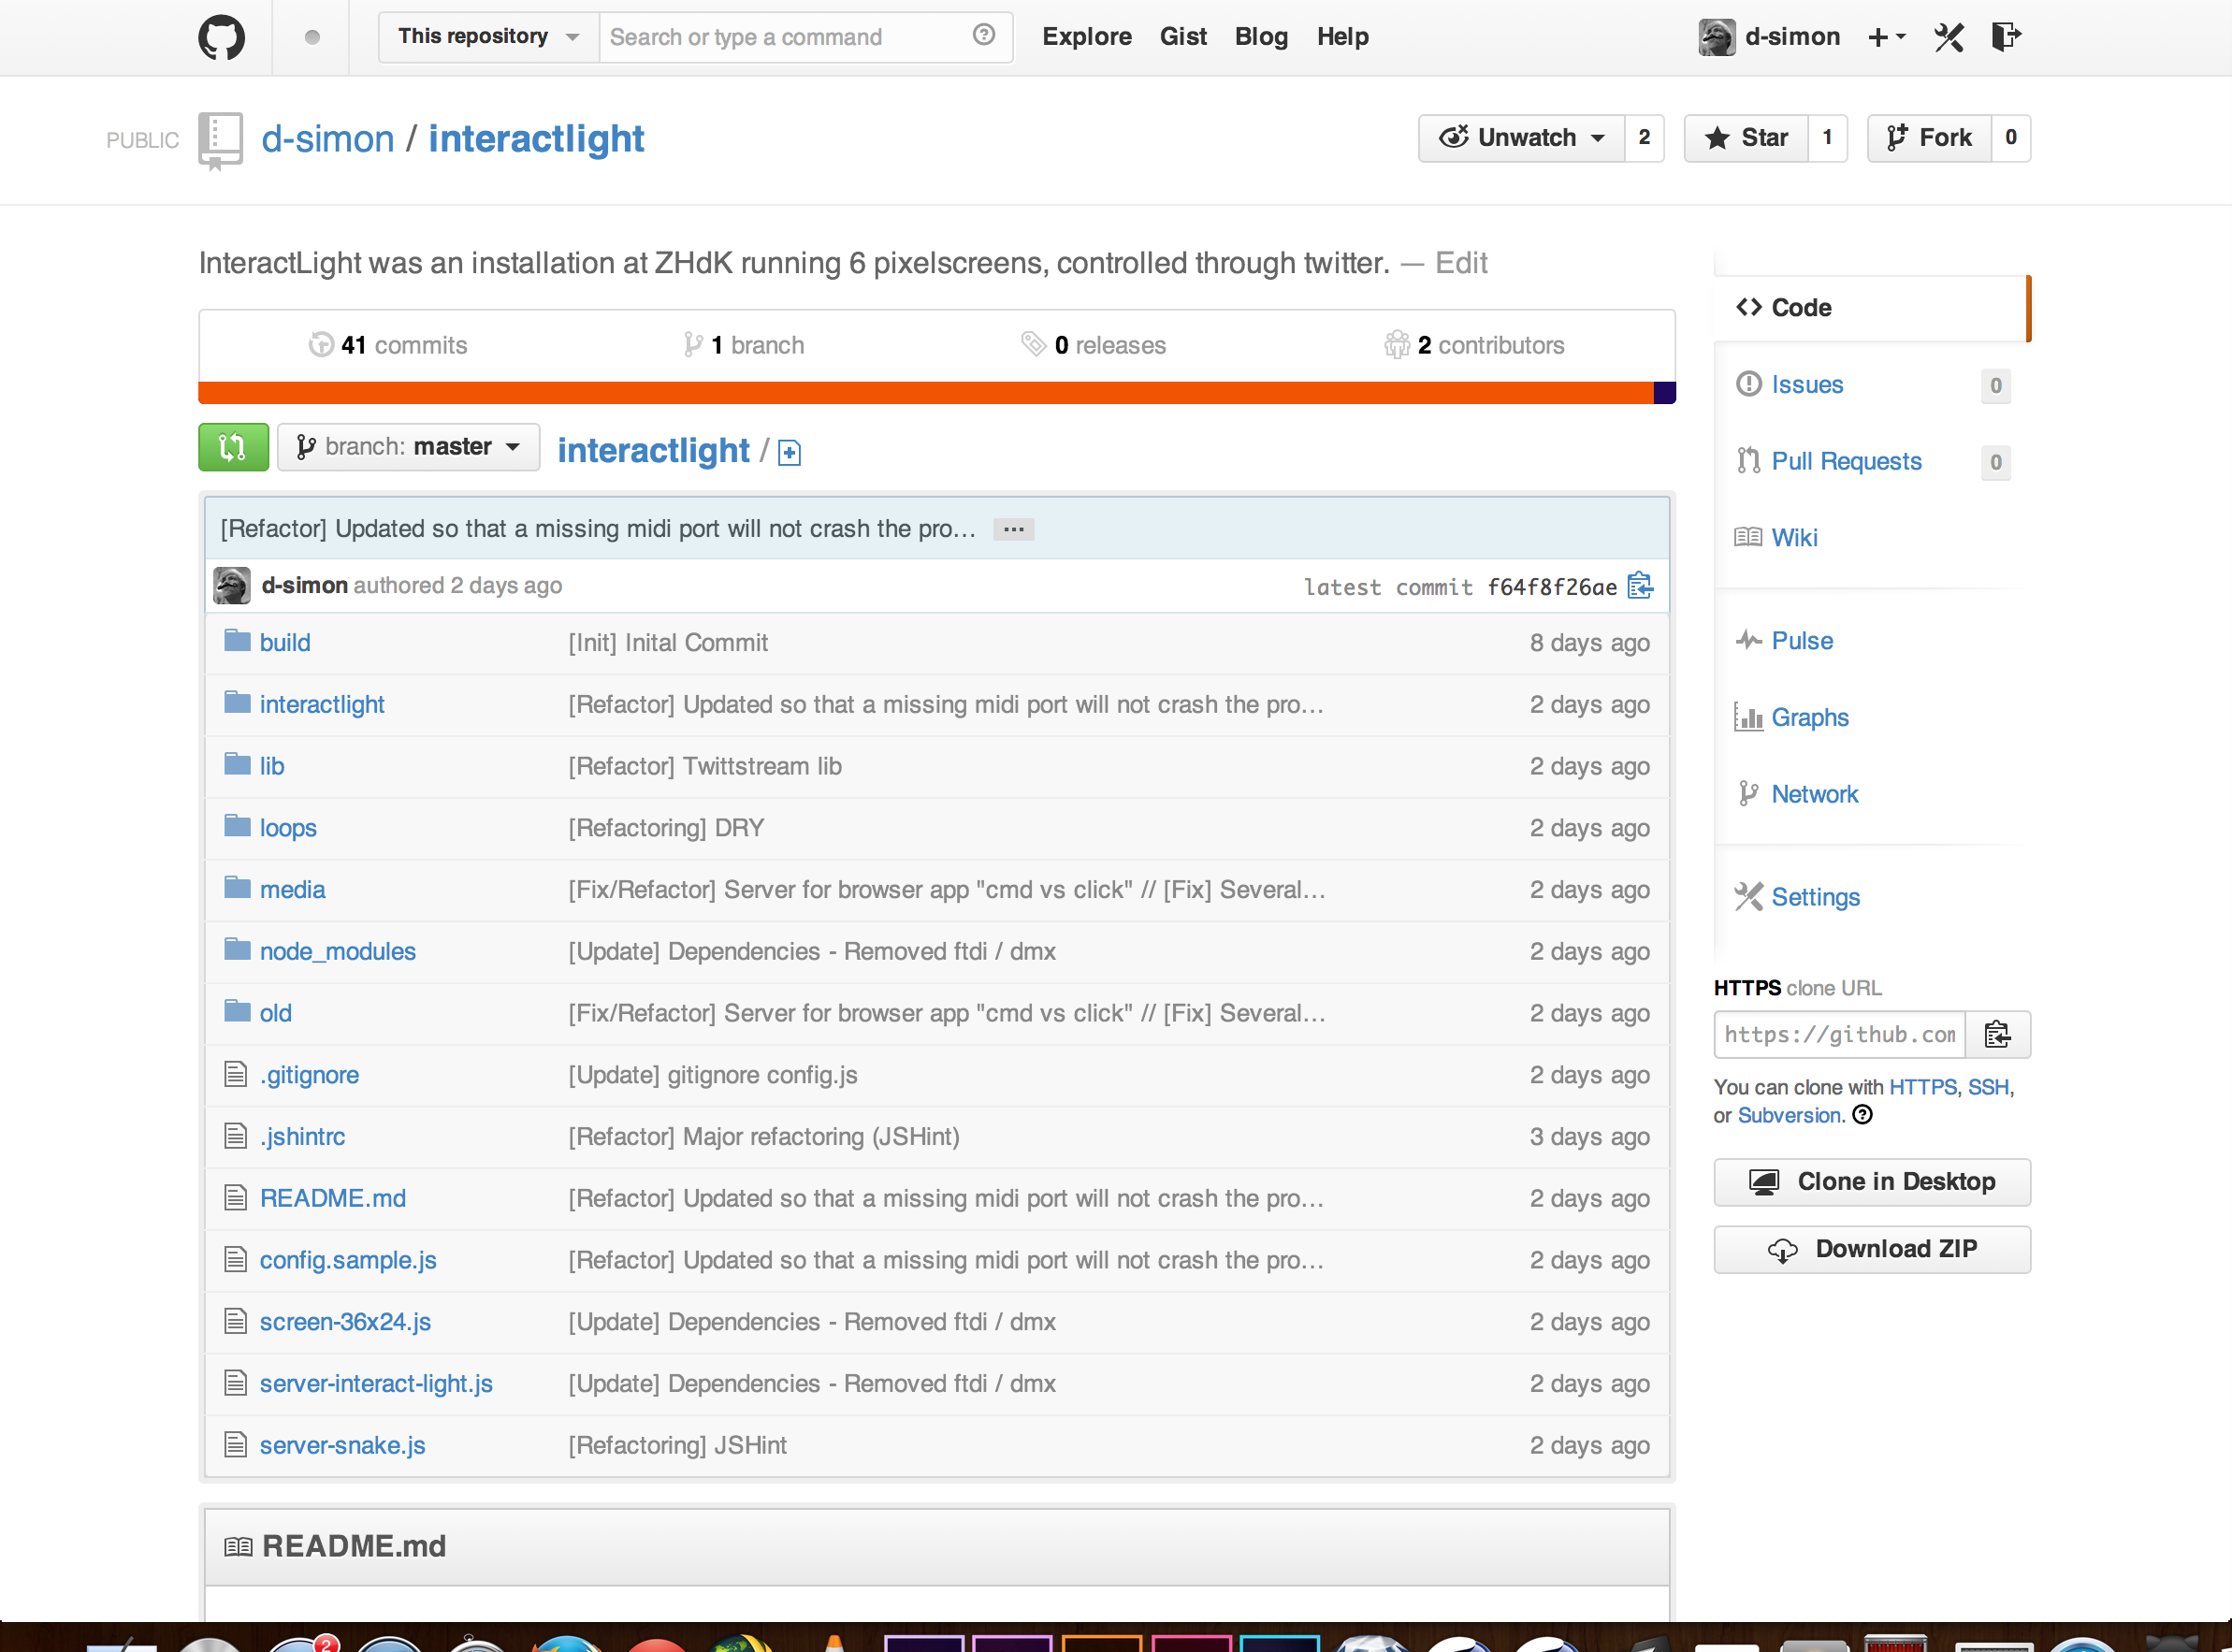 This repository Search or type a command Explore Gist Blog Help d-simon
PUBLIC d-simon / interactlight Unwatch 2 Star 1 Fork 0
InteractLight was an installation at ZHdK running 6 pixelscreens, controlled through twitter. — Edit
41 commits 1 branch 0 releases 2 contributors
branch: master interactlight /
[Refactor] Updated so that a missing midi port will not crash the pro… …
d-simon authored 2 days ago latest commit f64f8f26ae
build [Init] Inital Commit 8 days ago
interactlight [Refactor] Updated so that a missing midi port will not crash the pro… 2 days ago
lib [Refactor] Twittstream lib 2 days ago
loops [Refactoring] DRY 2 days ago
media [Fix/Refactor] Server for browser app "cmd vs click" // [Fix] Several… 2 days ago
node_modules [Update] Dependencies - Removed ftdi / dmx 2 days ago
old [Fix/Refactor] Server for browser app "cmd vs click" // [Fix] Several… 2 days ago
.gitignore [Update] gitignore config.js 2 days ago
.jshintrc [Refactor] Major refactoring (JSHint) 3 days ago
README.md [Refactor] Updated so that a missing midi port will not crash the pro… 2 days ago
config.sample.js [Refactor] Updated so that a missing midi port will not crash the pro… 2 days ago
screen-36x24.js [Update] Dependencies - Removed ftdi / dmx 2 days ago
server-interact-light.js [Update] Dependencies - Removed ftdi / dmx 2 days ago
server-snake.js [Refactoring] JSHint 2 days ago
README.md
Code
Issues 0
Pull Requests 0
Wiki
Pulse
Graphs
Network
Settings
HTTPS clone URL
https://github.com
You can clone with HTTPS, SSH,
or Subversion.
Clone in Desktop
Download ZIP
2